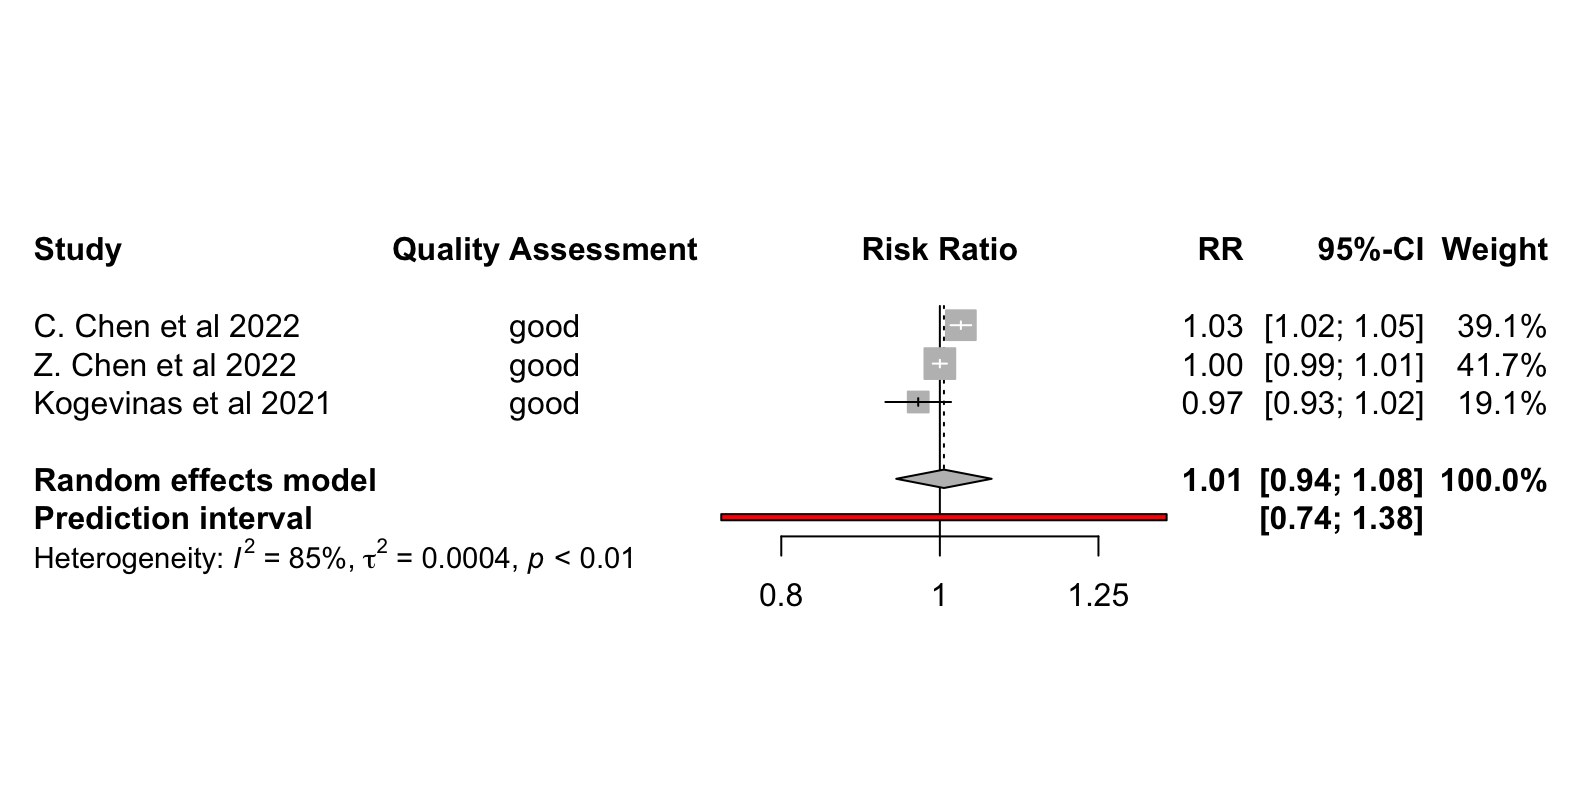 Study Quality Assessment Risk Ratio RR 95%-CI Weight
C. Chen et al 2022 good 1.03 [1.02; 1.05] 39.1%
Z. Chen et al 2022 good 1.00 [0.99; 1.01] 41.7%
Kogevinas et al 2021 good 0.97 [0.93; 1.02] 19.1%
Random effects model 1.01 [0.94; 1.08] 100.0%
Prediction interval [0.74; 1.38]
Heterogeneity: I² = 85%, τ² = 0.0004, p < 0.01
0.8 1 1.25